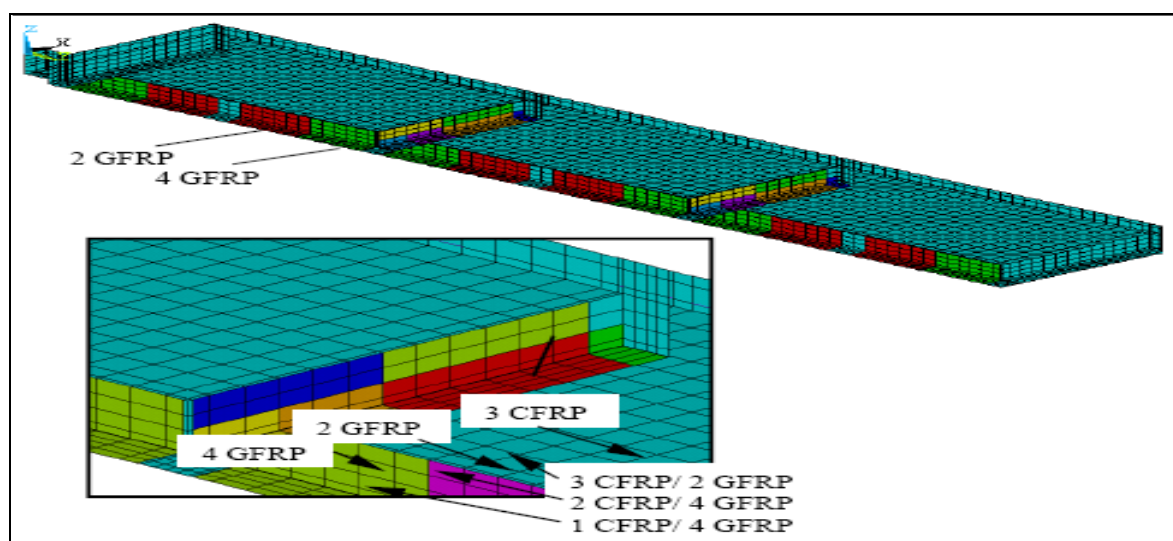 Z
X
2 GFRP
4 GFRP
3 CFRP
2 GFRP
4 GFRP
3 CFRP/ 2 GFRP
2 CFRP/ 4 GFRP
1 CFRP/ 4 GFRP